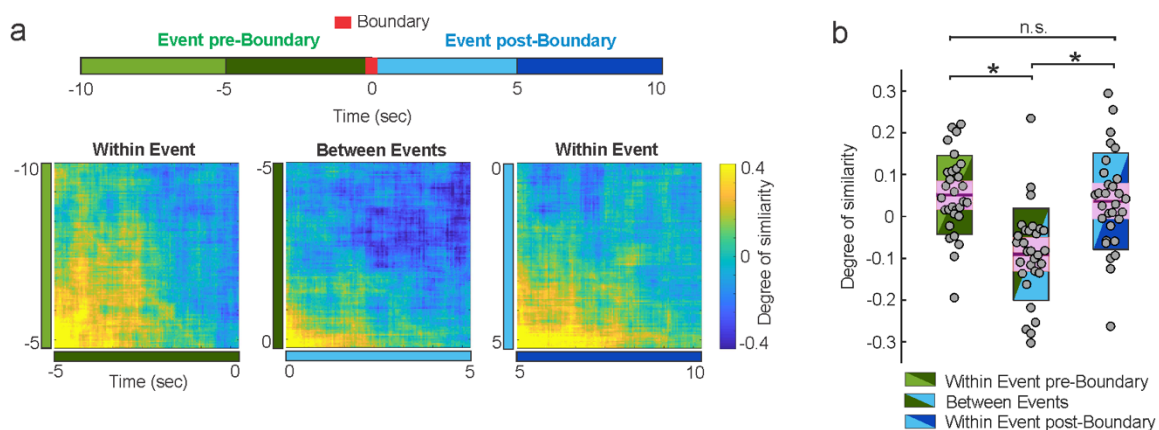 a
Boundary
Event pre-Boundary
Event post-Boundary
-10 -5 0 5 10
Time (sec)
Within Event
Between Events
Within Event
-10
-5
-5 0
Time (sec)
-5
0
0 5
0
5
5 10
0.4
0
-0.4
Degree of similiarity
b
n.s.
*
*
0.3
0.2
0.1
0
-0.1
-0.2
-0.3
Degree of similarity
Within Event pre-Boundary
Between Events
Within Event post-Boundary